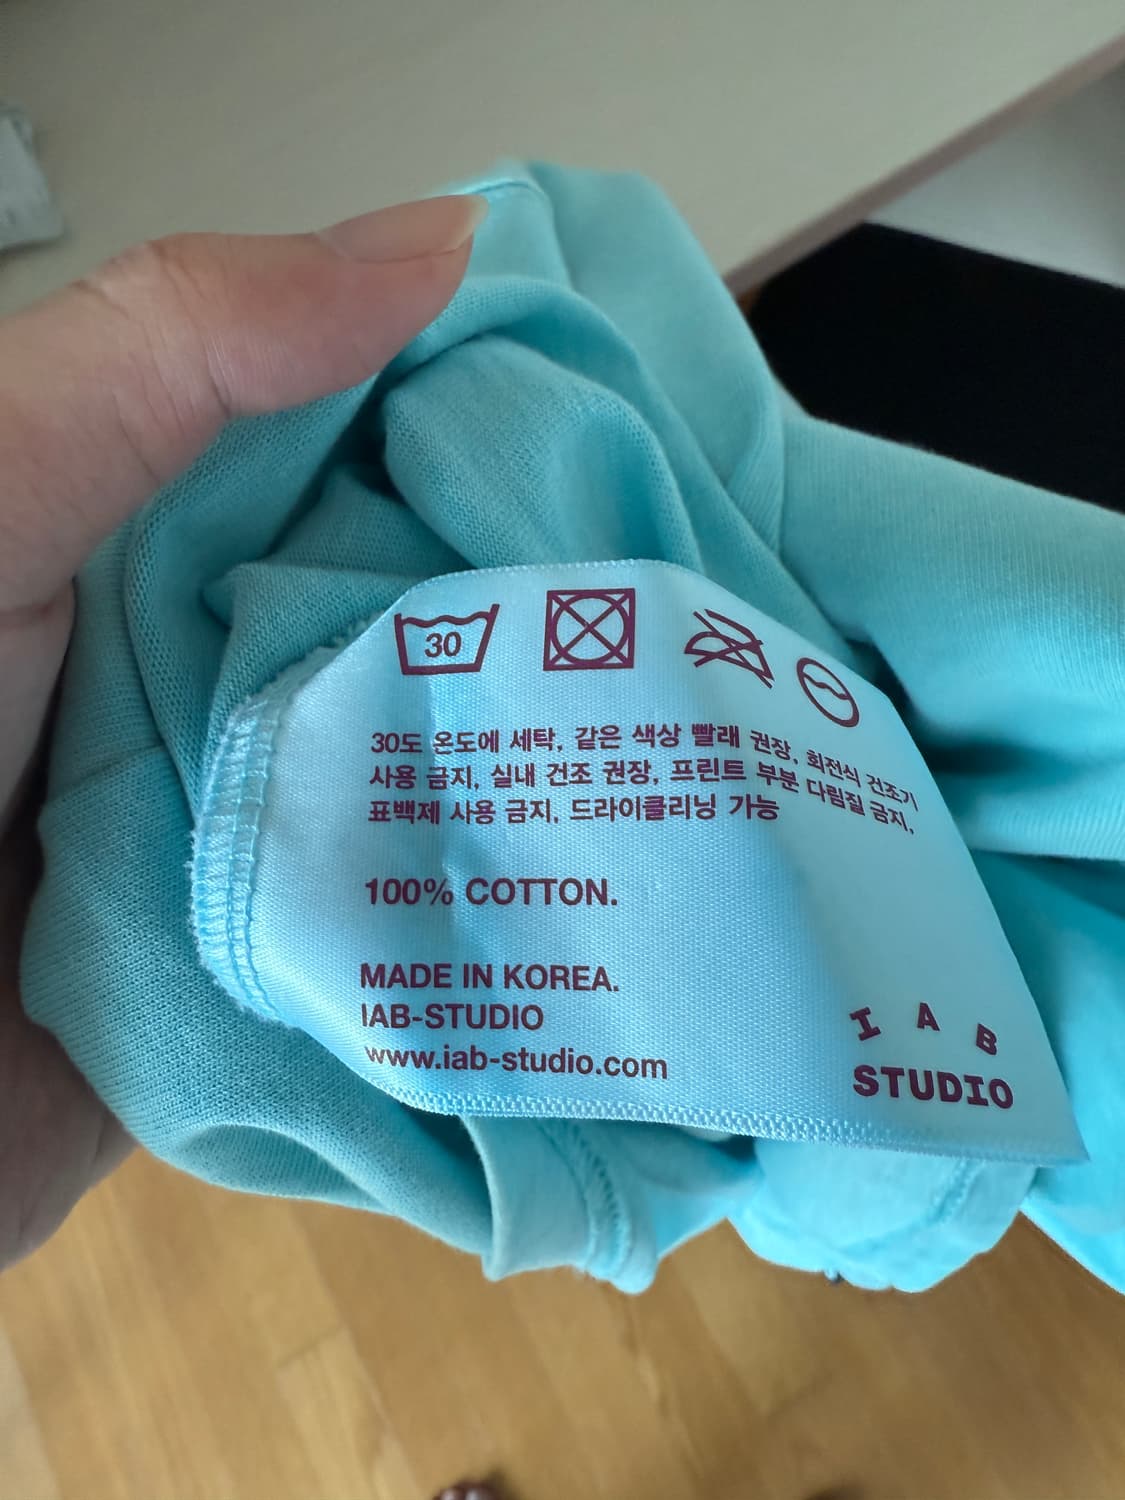 30
30도 온도에 세탁, 같은 색상 빨래 권장, 회전식 건조기
사용 금지, 실내 건조 권장, 프린트 부분 다림질 금지,
표백제 사용 금지, 드라이클리닝 가능
100% COTTON.
MADE IN KOREA.
IAB-STUDIO
www.iab-studio.com
I A B
STUDIO